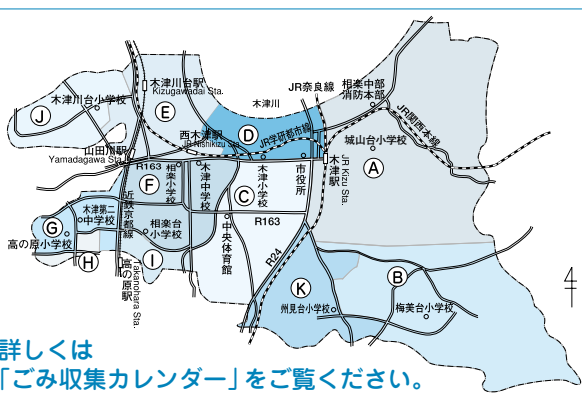 木津川台駅
Kizugawadai Sta.
木津川
JR奈良線
相楽中部
消防本部
J
木津川台小学校
E
西木津駅
JR Nishikizu Sta.
D
JR学研都市線
JR関西本線
城山台小学校
山田川駅
Yamadagawa Sta.
R163
相楽小学校
木津中学校
木津小学校
市役所
木津駅
JR Kizu Sta.
A
F
C
近鉄京都線
木津第二
中学校
相楽台
小学校
中央体育館
R163
G
高の原小学校
H
高の原駅
Takanohara Sta.
I
R24
B
K
州見台小学校
梅美台小学校
4
詳しくは
「ごみ収集カレンダー」をご覧ください。